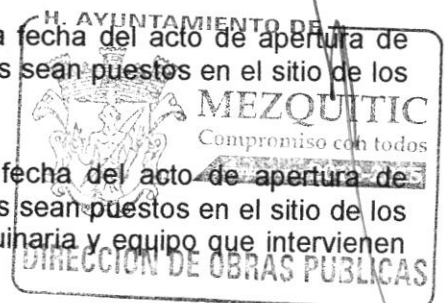 H. AYUNTAMIENTO DE
a fecha del acto de apertura de
s sean puestos en el sitio de los
MEZQUITIC
Compromiso con todos
fecha del acto de apertura de
s sean puestos en el sitio de los
uinaria y equipo que intervienen
DIRECCIÓN DE OBRAS PUBLICAS